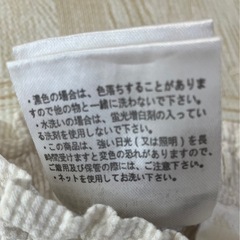 ・濃色の場合は、色落ちすることがありま
すので他の物と一緒に洗わないで下さい。
・水洗いの場合は、蛍光増白剤の入ってい
る洗剤を使用しないで下さい。
・この商品は、強い日光(又は照明)を長
時間受けますと変色の恐れがありますので、
ご着用及び保管の際には、ご注意下さい。
・ネットを使用してお洗い下さい。